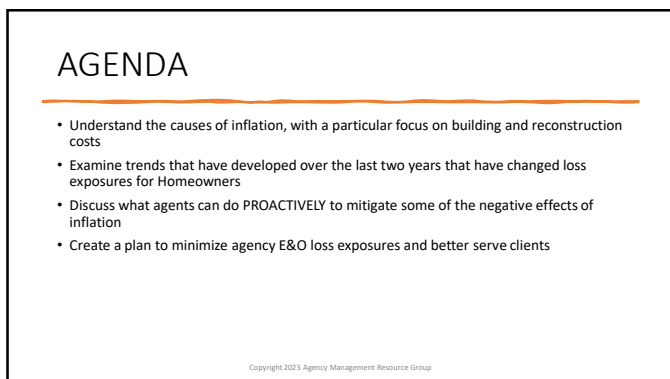 AGENDA
• Understand the causes of inflation, with a particular focus on building and reconstruction
costs
• Examine trends that have developed over the last two years that have changed loss
exposures for Homeowners
• Discuss what agents can do PROACTIVELY to mitigate some of the negative effects of
inflation
• Create a plan to minimize agency E&O loss exposures and better serve clients
Copyright 2023 Agency Management Resource Group